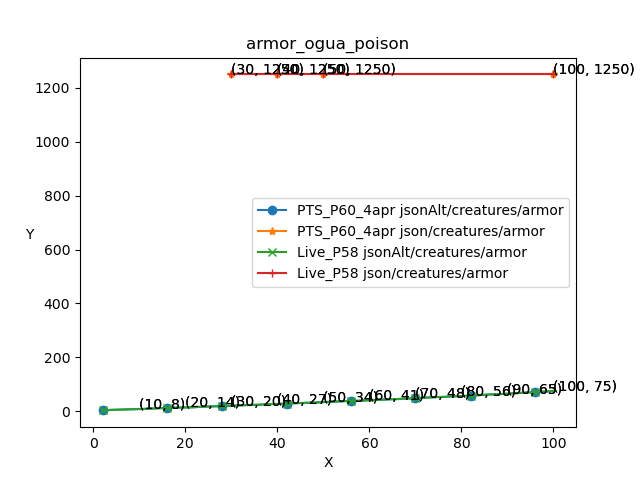 armor_ogua_poison
(30, 1250)
(40, 1250)
(50, 1250)
(100, 1250)
1200
1000
800
600
400
200
0
Y
PTS_P60_4apr jsonAlt/creatures/armor
PTS_P60_4apr json/creatures/armor
Live_P58 jsonAlt/creatures/armor
Live_P58 json/creatures/armor
(10, 8)
(20, 14)
(30, 20)
(40, 27)
(50, 34)
(60, 41)
(70, 48)
(80, 56)
(90, 65)
(100, 75)
0 20 40 60 80 100
X